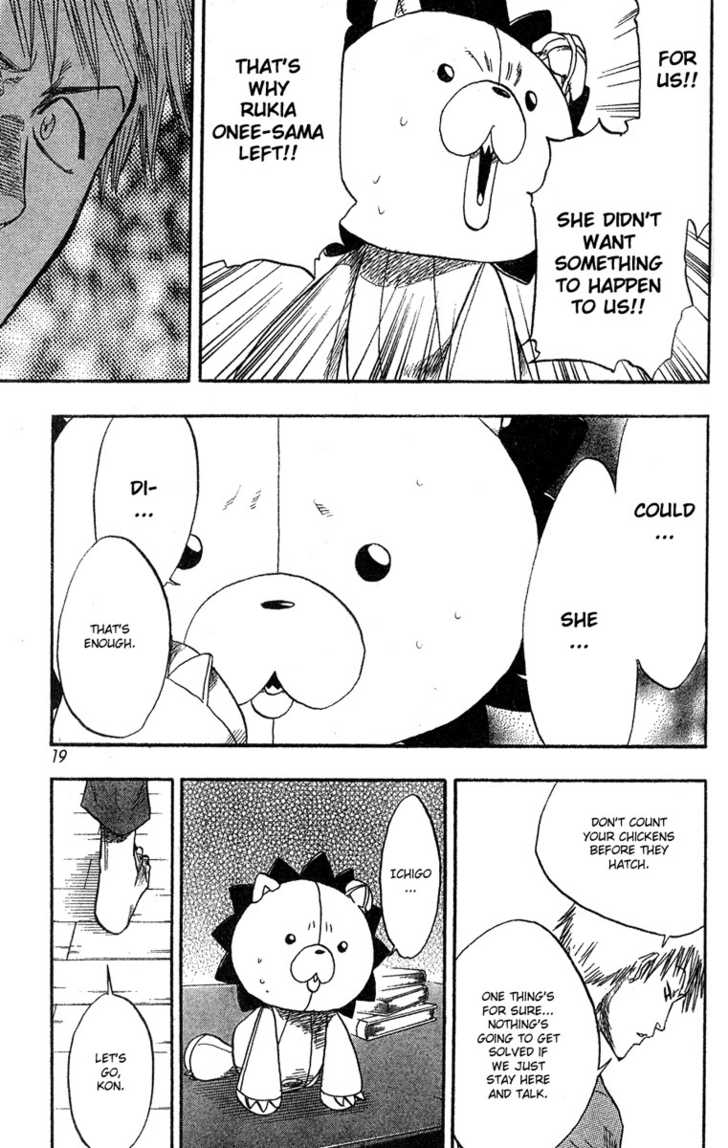 FOR
US!!
SHE DIDN'T
WANT
SOMETHING
TO HAPPEN
TO US!!
THAT'S
WHY
RUKIA
ONEE-SAMA
LEFT!!
COULD
...
SHE
...
DI-
...
THAT'S
ENOUGH.
19
DON'T COUNT
YOUR CHICKENS
BEFORE THEY
HATCH.
ONE THING'S
FOR SURE...
NOTHING'S
GOING TO GET
SOLVED IF
WE JUST
STAY HERE
AND TALK.
ICHIGO
...
LET'S
GO,
KON.